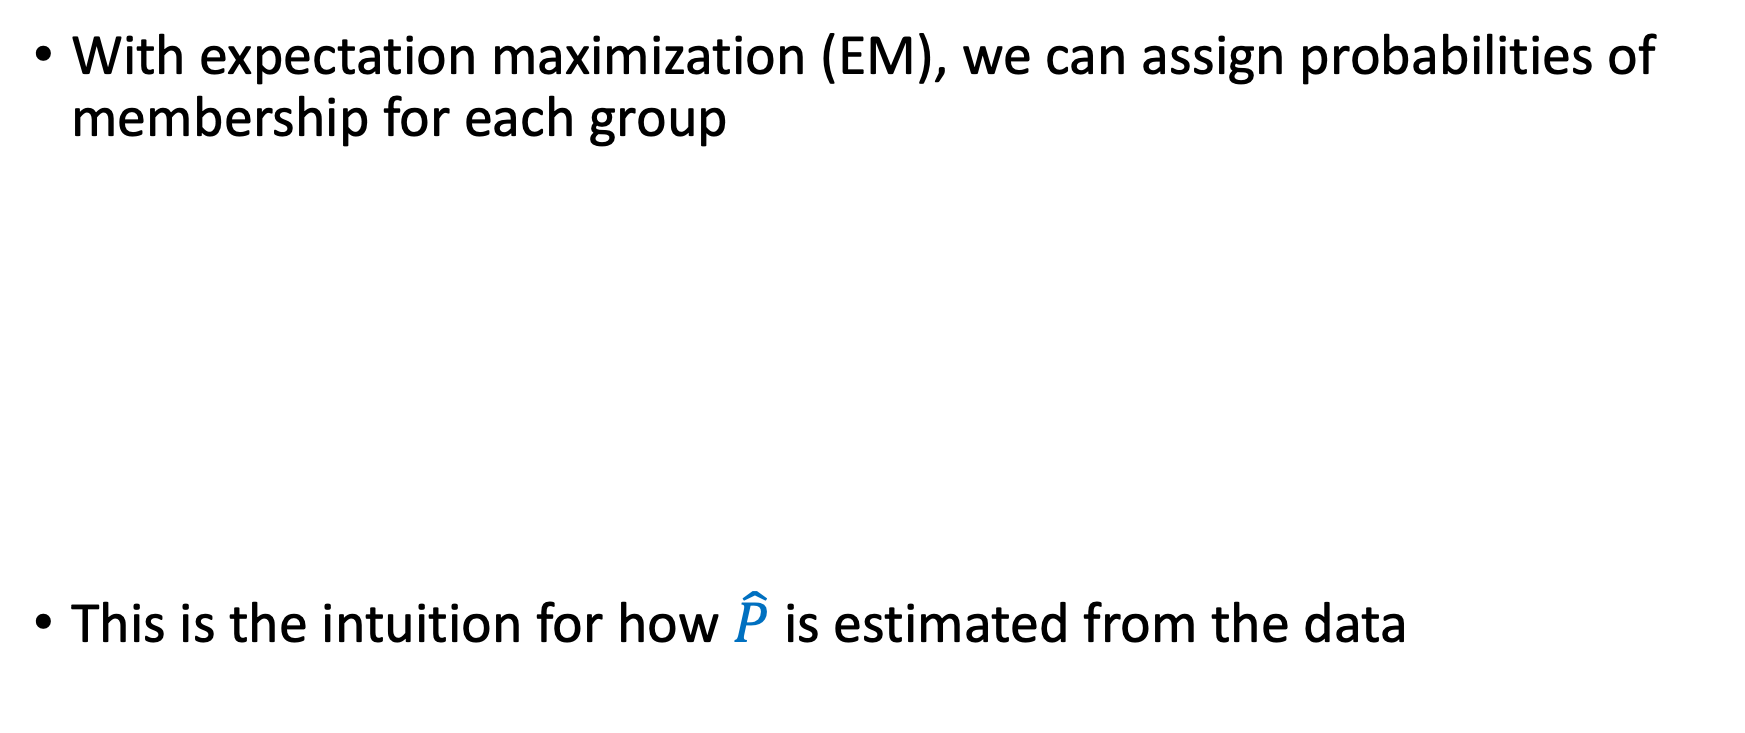 • With expectation maximization (EM), we can assign probabilities of
membership for each group
• This is the intuition for how P̂ is estimated from the data